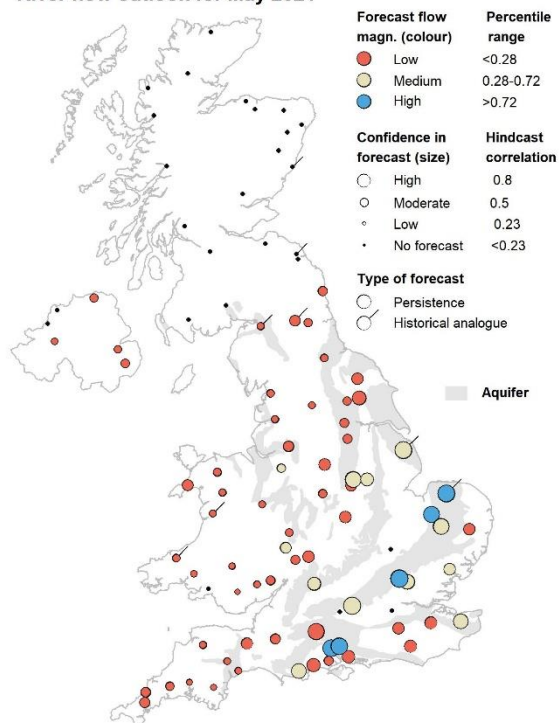 Forecast flow Percentile
magn. (colour) range
Low <0.28
Medium 0.28-0.72
High >0.72
Confidence in Hindcast
forecast (size) correlation
High 0.8
Moderate 0.5
Low 0.23
No forecast <0.23
Type of forecast
Persistence
Historical analogue
Aquifer